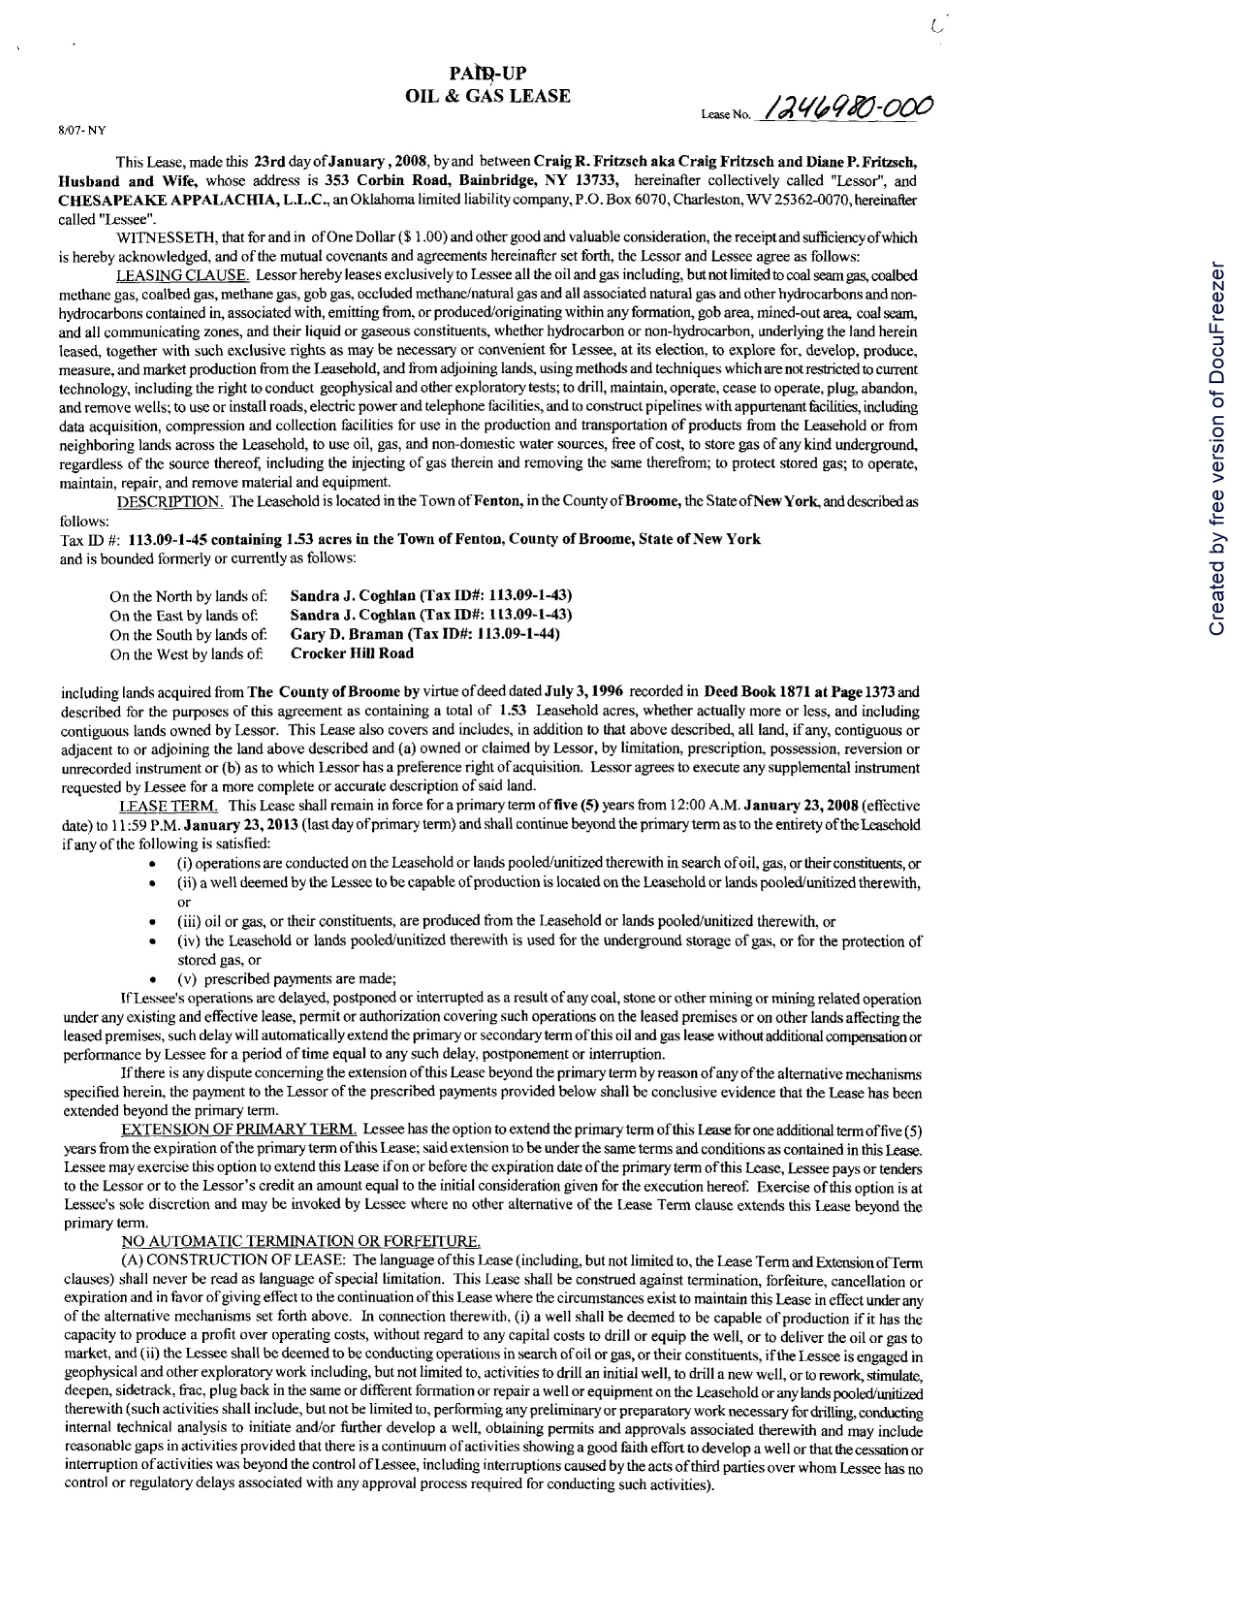 PAID-UP
OIL & GAS LEASE
Lease No. 1246980-000
8/07- NY
This Lease, made this 23rd day of January , 2008, by and between Craig R. Fritzsch aka Craig Fritzsch and Diane P. Fritzsch,
Husband and Wife, whose address is 353 Corbin Road, Bainbridge, NY 13733, hereinafter collectively called "Lessor", and
CHESAPEAKE APPALACHIA, L.L.C., an Oklahoma limited liability company, P.O. Box 6070, Charleston, WV 25362-0070, hereinafter
called "Lessee".
WITNESSETH, that for and in of One Dollar ($ 1.00) and other good and valuable consideration, the receipt and sufficiency of which
is hereby acknowledged, and of the mutual covenants and agreements hereinafter set forth, the Lessor and Lessee agree as follows:
LEASING CLAUSE. Lessor hereby leases exclusively to Lessee all the oil and gas including, but not limited to coal seam gas, coalbed
methane gas, coalbed gas, methane gas, gob gas, occluded methane/natural gas and all associated natural gas and other hydrocarbons and non-
hydrocarbons contained in, associated with, emitting from, or produced/originating within any formation, gob area, mined-out area, coal seam,
and all communicating zones, and their liquid or gaseous constituents, whether hydrocarbon or non-hydrocarbon, underlying the land herein
leased, together with such exclusive rights as may be necessary or convenient for Lessee, at its election, to explore for, develop, produce,
measure, and market production from the Leasehold, and from adjoining lands, using methods and techniques which are not restricted to current
technology, including the right to conduct geophysical and other exploratory tests; to drill, maintain, operate, cease to operate, plug, abandon,
and remove wells; to use or install roads, electric power and telephone facilities, and to construct pipelines with appurtenant facilities, including
data acquisition, compression and collection facilities for use in the production and transportation of products from the Leasehold or from
neighboring lands across the Leasehold, to use oil, gas, and non-domestic water sources, free of cost, to store gas of any kind underground,
regardless of the source thereof, including the injecting of gas therein and removing the same therefrom; to protect stored gas; to operate,
maintain, repair, and remove material and equipment.
DESCRIPTION. The Leasehold is located in the Town of Fenton, in the County of Broome, the State of New York, and described as
follows:
Tax ID #: 113.09-1-45 containing 1.53 acres in the Town of Fenton, County of Broome, State of New York
and is bounded formerly or currently as follows:
On the North by lands of: Sandra J. Coghlan (Tax ID#: 113.09-1-43)
On the East by lands of: Sandra J. Coghlan (Tax ID#: 113.09-1-43)
On the South by lands of: Gary D. Braman (Tax ID#: 113.09-1-44)
On the West by lands of: Crocker Hill Road
including lands acquired from The County of Broome by virtue of deed dated July 3, 1996 recorded in Deed Book 1871 at Page 1373 and
described for the purposes of this agreement as containing a total of 1.53 Leasehold acres, whether actually more or less, and including
contiguous lands owned by Lessor. This Lease also covers and includes, in addition to that above described, all land, if any, contiguous or
adjacent to or adjoining the land above described and (a) owned or claimed by Lessor, by limitation, prescription, possession, reversion or
unrecorded instrument or (b) as to which Lessor has a preference right of acquisition. Lessor agrees to execute any supplemental instrument
requested by Lessee for a more complete or accurate description of said land.
LEASE TERM. This Lease shall remain in force for a primary term of five (5) years from 12:00 A.M. January 23, 2008 (effective
date) to 11:59 P.M. January 23, 2013 (last day of primary term) and shall continue beyond the primary term as to the entirety of the Leasehold
if any of the following is satisfied:
• (i) operations are conducted on the Leasehold or lands pooled/unitized therewith in search of oil, gas, or their constituents, or
• (ii) a well deemed by the Lessee to be capable of production is located on the Leasehold or lands pooled/unitized therewith,
or
• (iii) oil or gas, or their constituents, are produced from the Leasehold or lands pooled/unitized therewith, or
• (iv) the Leasehold or lands pooled/unitized therewith is used for the underground storage of gas, or for the protection of
stored gas, or
• (v) prescribed payments are made;
If Lessee's operations are delayed, postponed or interrupted as a result of any coal, stone or other mining or mining related operation
under any existing and effective lease, permit or authorization covering such operations on the leased premises or on other lands affecting the
leased premises, such delay will automatically extend the primary or secondary term of this oil and gas lease without additional compensation or
performance by Lessee for a period of time equal to any such delay, postponement or interruption.
If there is any dispute concerning the extension of this Lease beyond the primary term by reason of any of the alternative mechanisms
specified herein, the payment to the Lessor of the prescribed payments provided below shall be conclusive evidence that the Lease has been
extended beyond the primary term.
EXTENSION OF PRIMARY TERM. Lessee has the option to extend the primary term of this Lease for one additional term of five (5)
years from the expiration of the primary term of this Lease; said extension to be under the same terms and conditions as contained in this Lease.
Lessee may exercise this option to extend this Lease if on or before the expiration date of the primary term of this Lease, Lessee pays or tenders
to the Lessor or to the Lessor's credit an amount equal to the initial consideration given for the execution hereof. Exercise of this option is at
Lessee's sole discretion and may be invoked by Lessee where no other alternative of the Lease Term clause extends this Lease beyond the
primary term.
NO AUTOMATIC TERMINATION OR FORFEITURE.
(A) CONSTRUCTION OF LEASE: The language of this Lease (including, but not limited to, the Lease Term and Extension of Term
clauses) shall never be read as language of special limitation. This Lease shall be construed against termination, forfeiture, cancellation or
expiration and in favor of giving effect to the continuation of this Lease where the circumstances exist to maintain this Lease in effect under any
of the alternative mechanisms set forth above. In connection therewith, (i) a well shall be deemed to be capable of production if it has the
capacity to produce a profit over operating costs, without regard to any capital costs to drill or equip the well, or to deliver the oil or gas to
market, and (ii) the Lessee shall be deemed to be conducting operations in search of oil or gas, or their constituents, if the Lessee is engaged in
geophysical and other exploratory work including, but not limited to, activities to drill an initial well, to drill a new well, or to rework, stimulate,
deepen, sidetrack, frac, plug back in the same or different formation or repair a well or equipment on the Leasehold or any lands pooled/unitized
therewith (such activities shall include, but not be limited to, performing any preliminary or preparatory work necessary for drilling, conducting
internal technical analysis to initiate and/or further develop a well, obtaining permits and approvals associated therewith and may include
reasonable gaps in activities provided that there is a continuum of activities showing a good faith effort to develop a well or that the cessation or
interruption of activities was beyond the control of Lessee, including interruptions caused by the acts of third parties over whom Lessee has no
control or regulatory delays associated with any approval process required for conducting such activities).
Created by free version of DocuFreezer